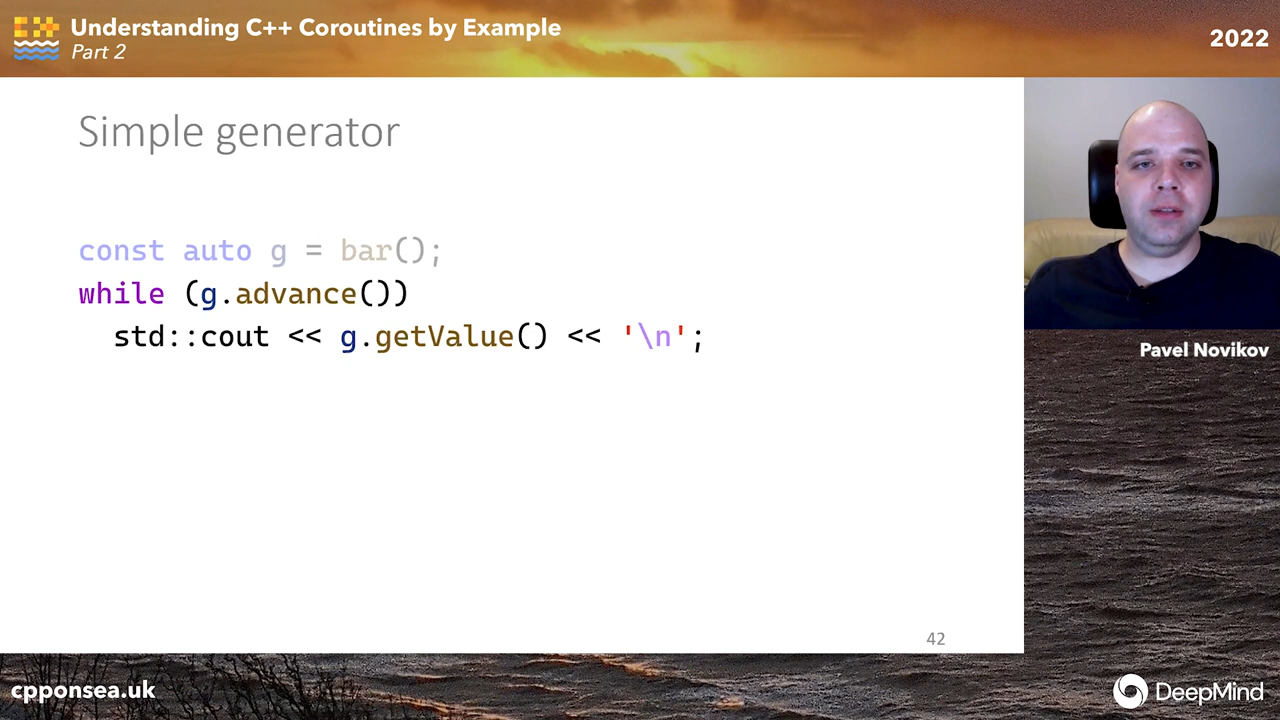 Understanding C++ Coroutines by Example
Part 2
2022
Simple generator
const auto g = bar();
while (g.advance())
  std::cout << g.getValue() << '\n';
Pavel Novikov
42
cpponsea.uk
DeepMind